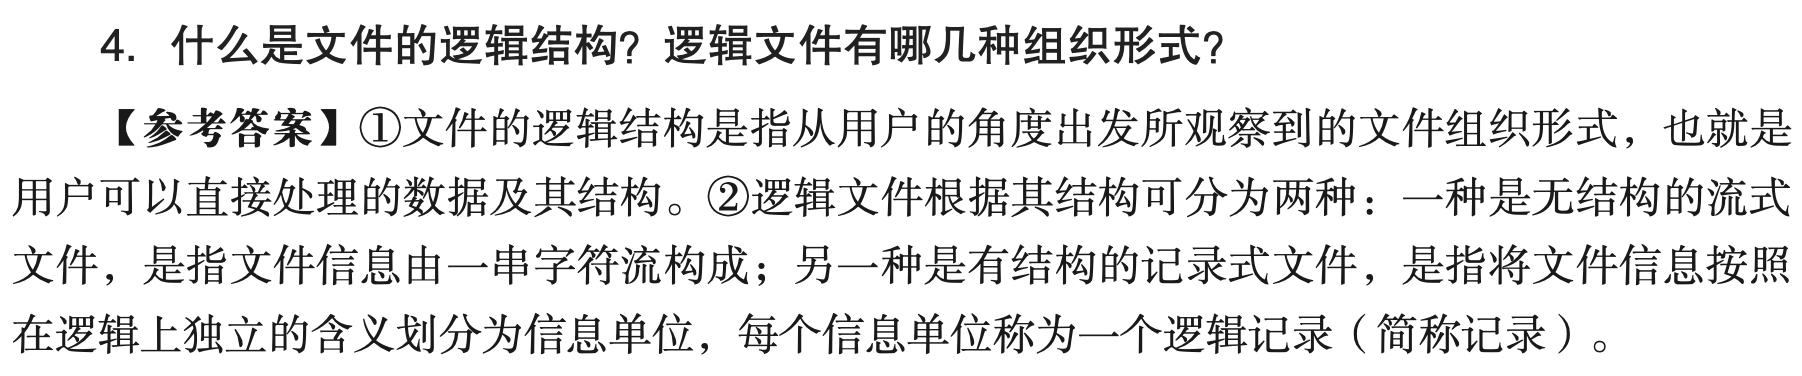 4. 什么是文件的逻辑结构？逻辑文件有哪几种组织形式？
【参考答案】①文件的逻辑结构是指从用户的角度出发所观察到的文件组织形式，也就是
用户可以直接处理的数据及其结构。②逻辑文件根据其结构可分为两种：一种是无结构的流式
文件，是指文件信息由一串字符流构成；另一种是有结构的记录式文件，是指将文件信息按照
在逻辑上独立的含义划分为信息单位，每个信息单位称为一个逻辑记录（简称记录）。